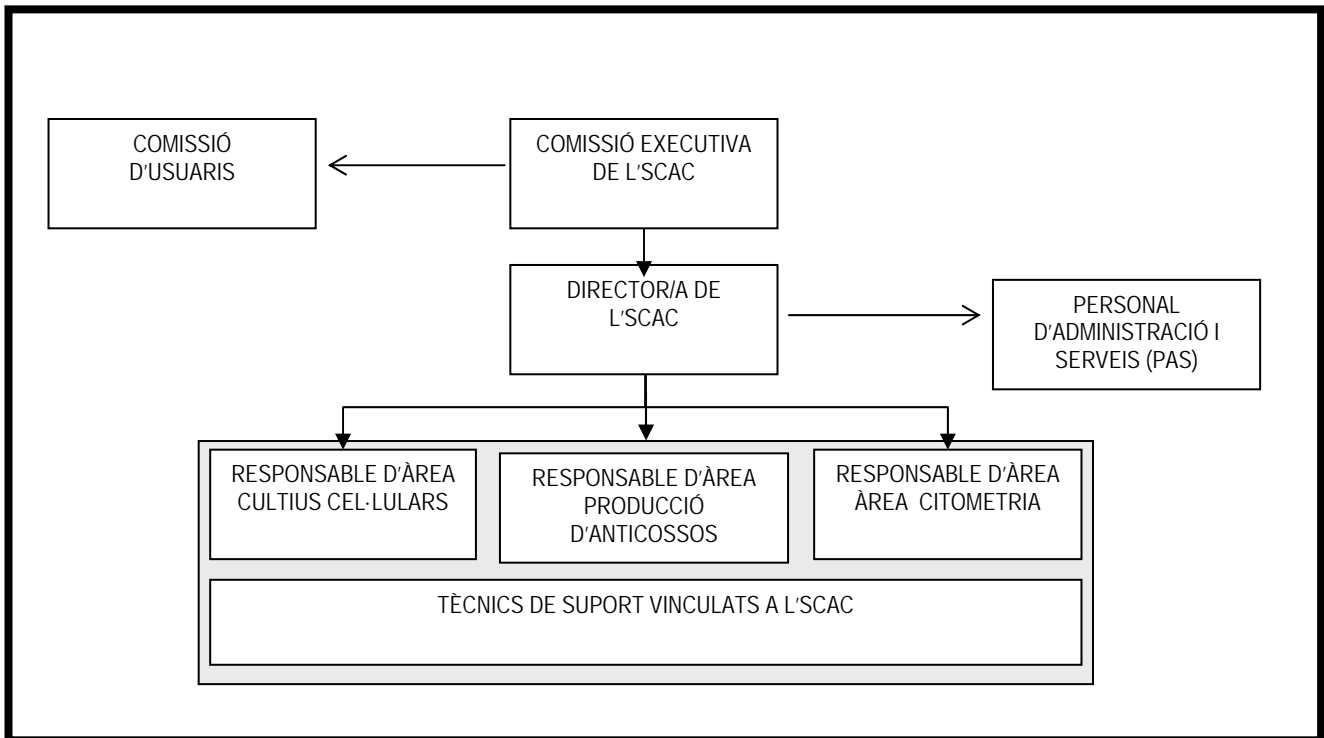 COMISSIÓ
D'USUARIS
COMISSIÓ EXECUTIVA
DE L'SCAC
DIRECTOR/A DE
L'SCAC
PERSONAL
D'ADMINISTRACIÓ I
SERVEIS (PAS)
RESPONSABLE D'ÀREA
CULTIUS CEL·LULARS
RESPONSABLE D'ÀREA
PRODUCCIÓ
D'ANTICOSSOS
RESPONSABLE D'ÀREA
ÀREA CITOMETRIA
TÈCNICS DE SUPORT VINCULATS A L'SCAC